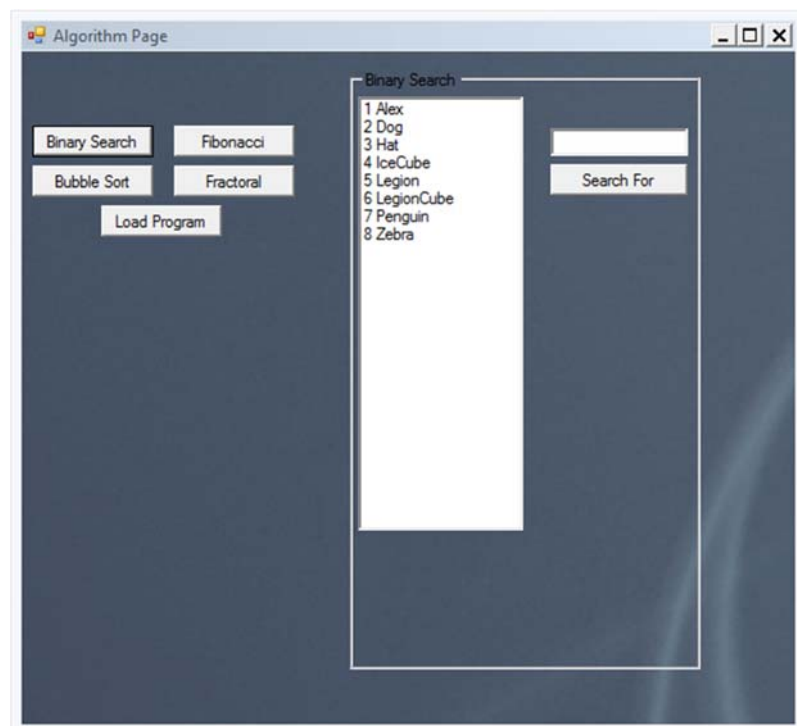 Algorithm Page
Binary Search
Fibonacci
Bubble Sort
Fractoral
Load Program
Binary Search
1 Alex
2 Dog
3 Hat
4 IceCube
5 Legion
6 LegionCube
7 Penguin
8 Zebra
Search For